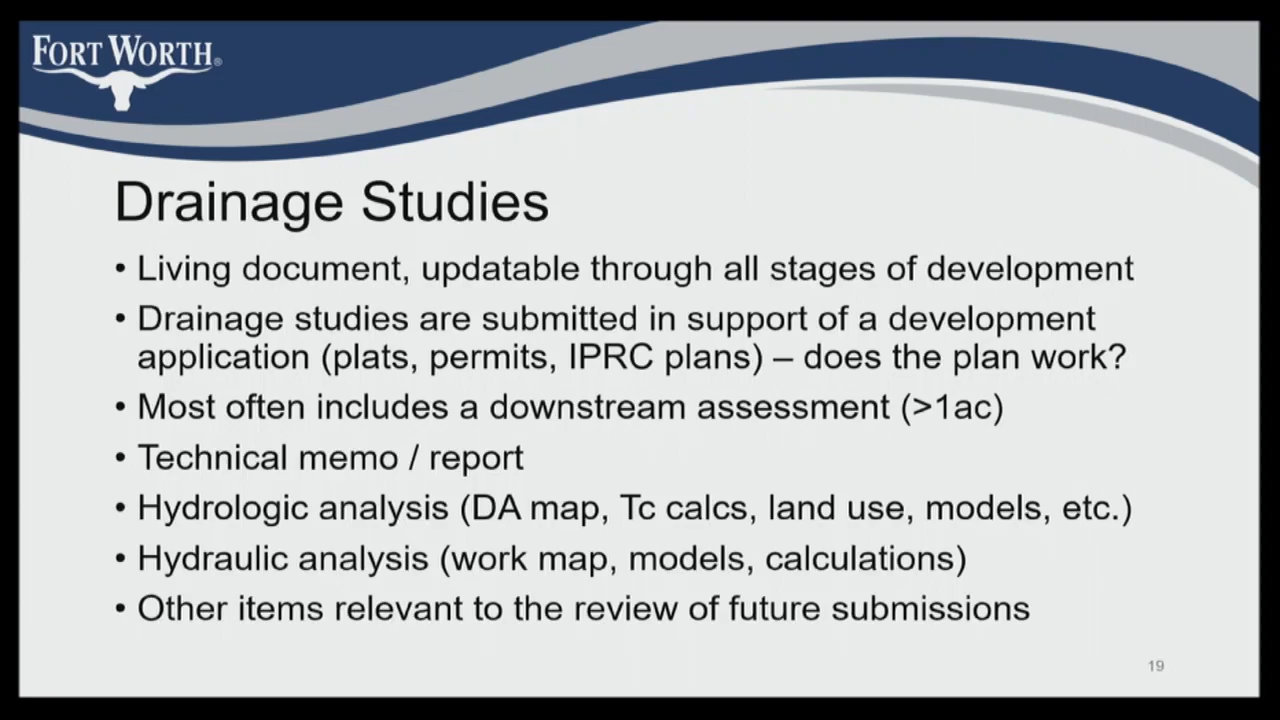 FORT WORTH®
Drainage Studies
• Living document, updatable through all stages of development
• Drainage studies are submitted in support of a development
application (plats, permits, IPRC plans) – does the plan work?
• Most often includes a downstream assessment (>1ac)
• Technical memo / report
• Hydrologic analysis (DA map, Tc calcs, land use, models, etc.)
• Hydraulic analysis (work map, models, calculations)
• Other items relevant to the review of future submissions
19